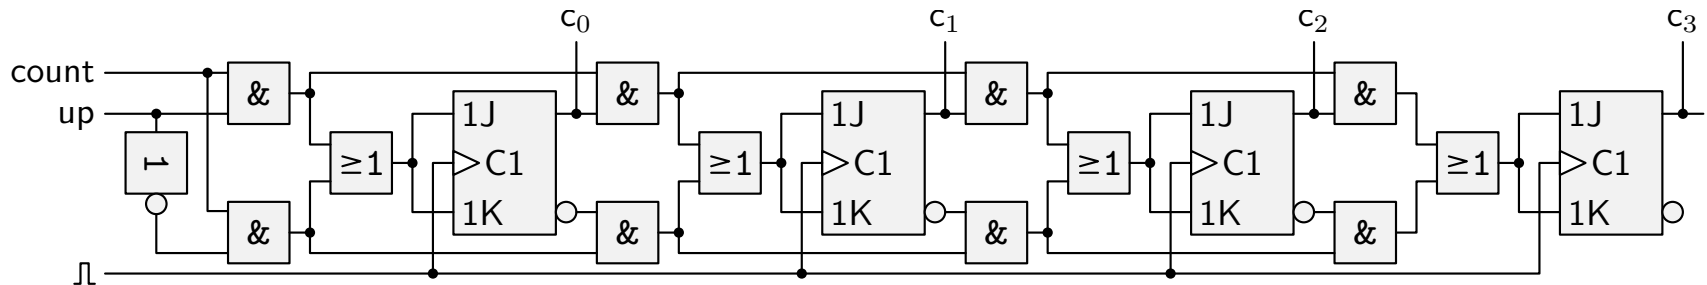 c₀ c₁ c₂ c₃
count & & & &
up
1J 1J 1J 1J
1
≥1 C1 ≥1 C1 ≥1 C1 ≥1 C1
1K 1K 1K 1K
& & & &